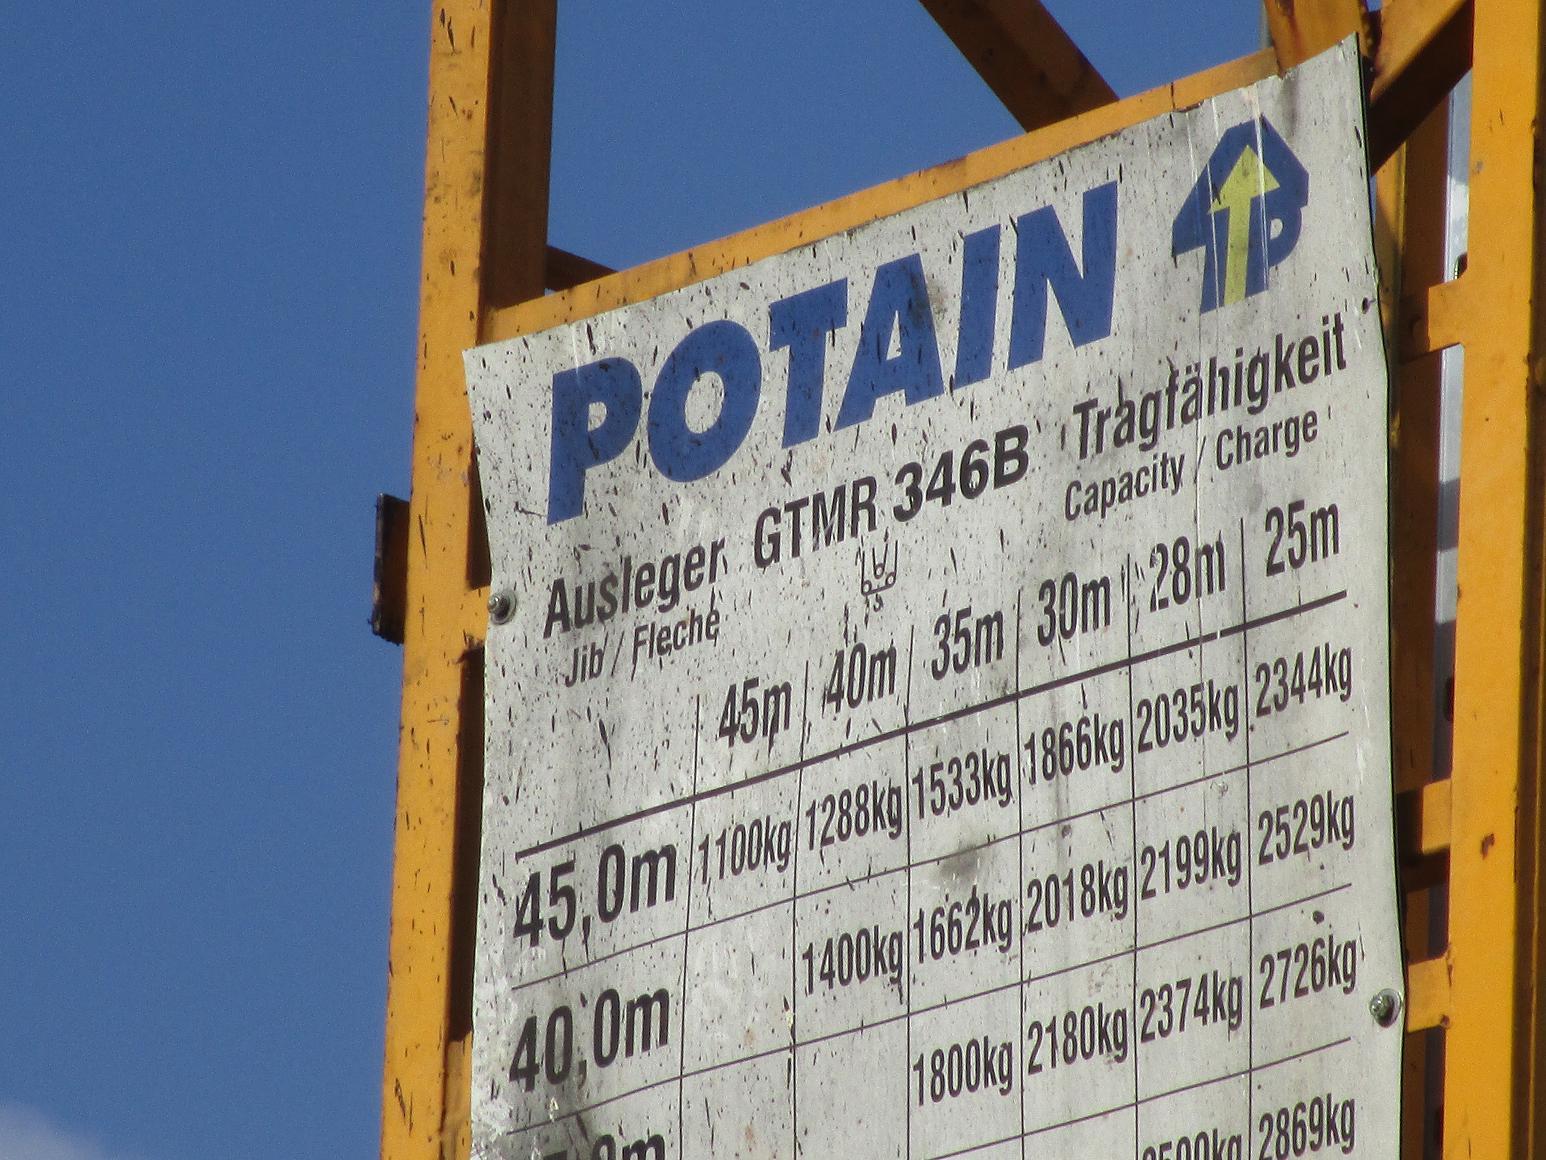 POTAIN
Ausleger GTMR 346B Tragfähigkeit
Jib / Fleche Capacity / Charge
45m 40m 35m 30m 28m 25m
45,0m 1100kg 1288kg 1533kg 1866kg 2035kg 2344kg
40,0m 1400kg 1662kg 2018kg 2199kg 2529kg
1800kg 2180kg 2374kg 2726kg
2869kg